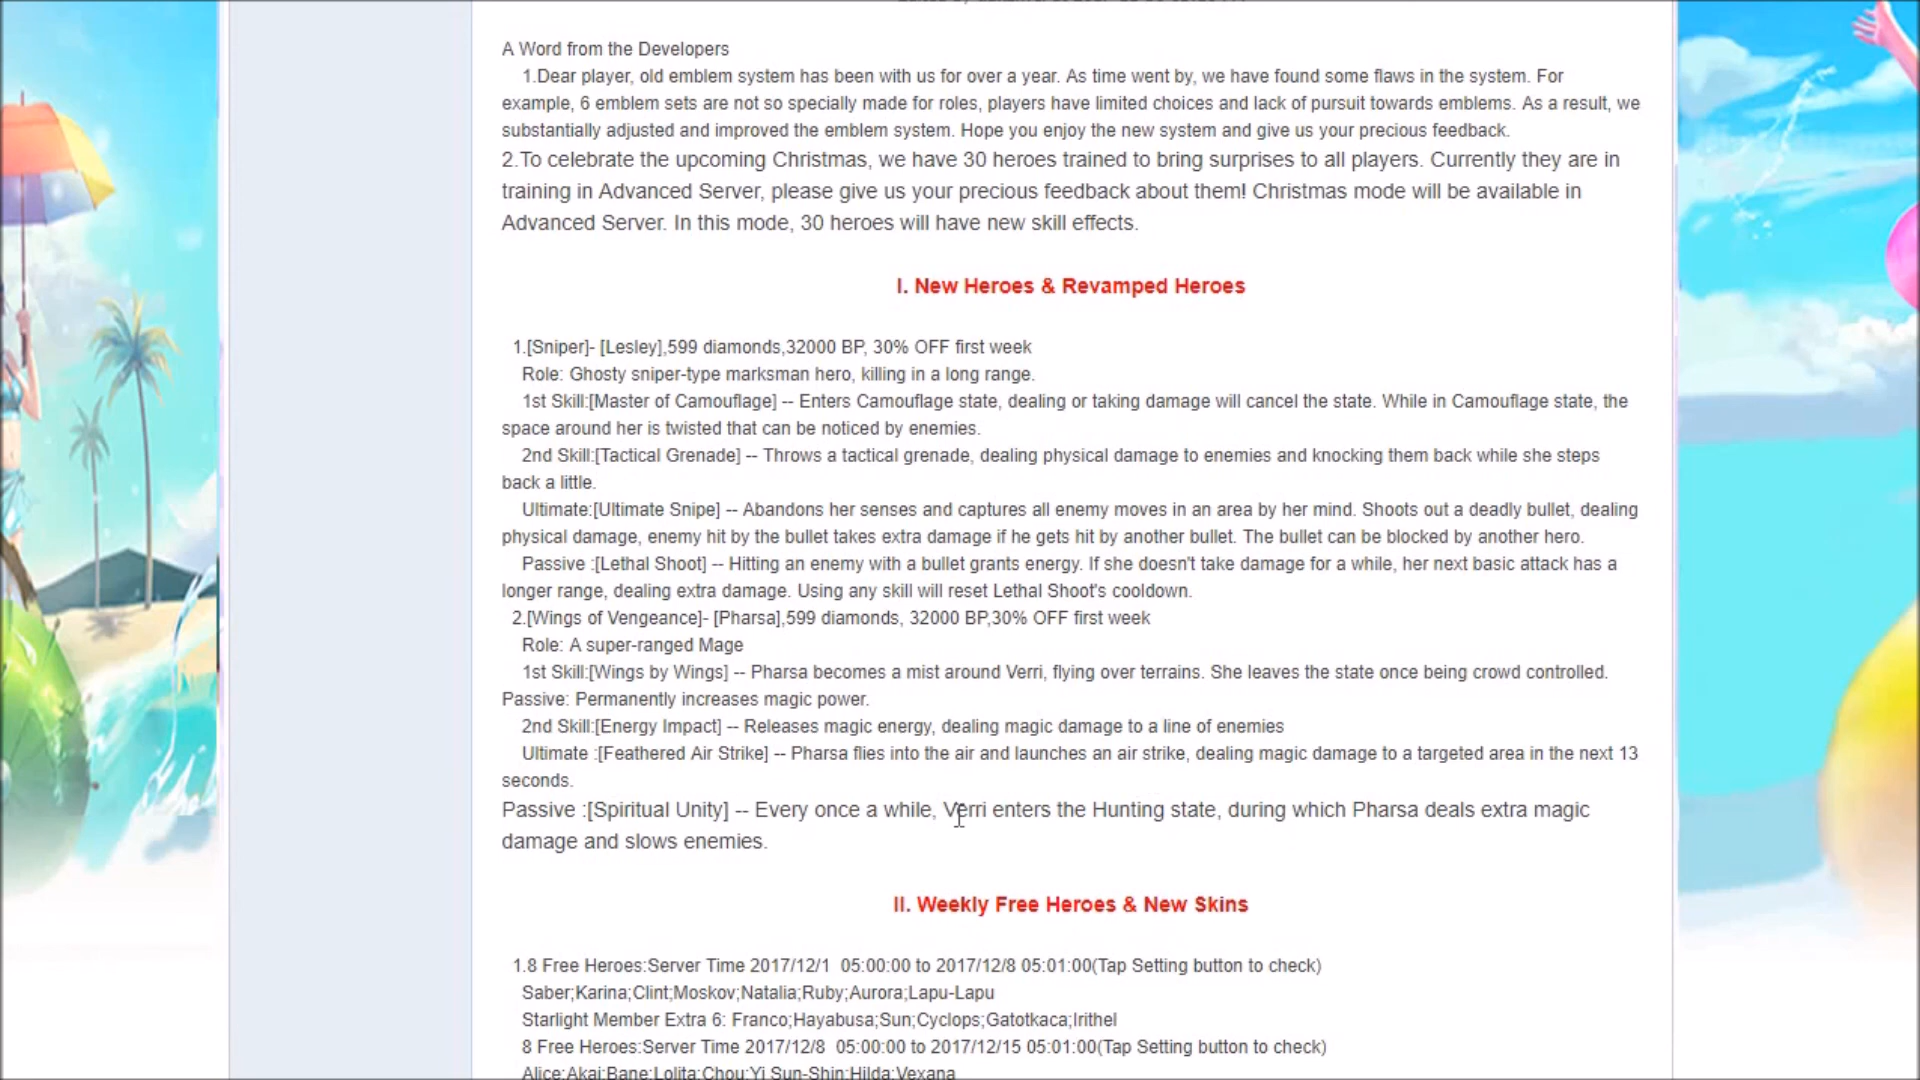 A Word from the Developers
1.Dear player, old emblem system has been with us for over a year. As time went by, we have found some flaws in the system. For
example, 6 emblem sets are not so specially made for roles, players have limited choices and lack of pursuit towards emblems. As a result, we
substantially adjusted and improved the emblem system. Hope you enjoy the new system and give us your precious feedback.
2.To celebrate the upcoming Christmas, we have 30 heroes trained to bring surprises to all players. Currently they are in
training in Advanced Server, please give us your precious feedback about them! Christmas mode will be available in
Advanced Server. In this mode, 30 heroes will have new skill effects.
I. New Heroes & Revamped Heroes
1.[Sniper]- [Lesley],599 diamonds,32000 BP, 30% OFF first week
Role: Ghosty sniper-type marksman hero, killing in a long range.
1st Skill:[Master of Camouflage] -- Enters Camouflage state, dealing or taking damage will cancel the state. While in Camouflage state, the
space around her is twisted that can be noticed by enemies.
2nd Skill:[Tactical Grenade] -- Throws a tactical grenade, dealing physical damage to enemies and knocking them back while she steps
back a little.
Ultimate:[Ultimate Snipe] -- Abandons her senses and captures all enemy moves in an area by her mind. Shoots out a deadly bullet, dealing
physical damage, enemy hit by the bullet takes extra damage if he gets hit by another bullet. The bullet can be blocked by another hero.
Passive :[Lethal Shoot] -- Hitting an enemy with a bullet grants energy. If she doesn't take damage for a while, her next basic attack has a
longer range, dealing extra damage. Using any skill will reset Lethal Shoot's cooldown.
2.[Wings of Vengeance]- [Pharsa],599 diamonds, 32000 BP,30% OFF first week
Role: A super-ranged Mage
1st Skill:[Wings by Wings] -- Pharsa becomes a mist around Verri, flying over terrains. She leaves the state once being crowd controlled.
Passive: Permanently increases magic power.
2nd Skill:[Energy Impact] -- Releases magic energy, dealing magic damage to a line of enemies
Ultimate :[Feathered Air Strike] -- Pharsa flies into the air and launches an air strike, dealing magic damage to a targeted area in the next 13
seconds.
Passive :[Spiritual Unity] -- Every once a while, Verri enters the Hunting state, during which Pharsa deals extra magic
damage and slows enemies.
II. Weekly Free Heroes & New Skins
1.8 Free Heroes:Server Time 2017/12/1  05:00:00 to 2017/12/8 05:01:00(Tap Setting button to check)
Saber;Karina;Clint;Moskov;Natalia;Ruby;Aurora;Lapu-Lapu
Starlight Member Extra 6: Franco;Hayabusa;Sun;Cyclops;Gatotkaca;Irithel
8 Free Heroes:Server Time 2017/12/8  05:00:00 to 2017/12/15 05:01:00(Tap Setting button to check)
Alice;Akai;Bane;Lolita;Chou;Yi Sun-Shin;Hilda;Vexana